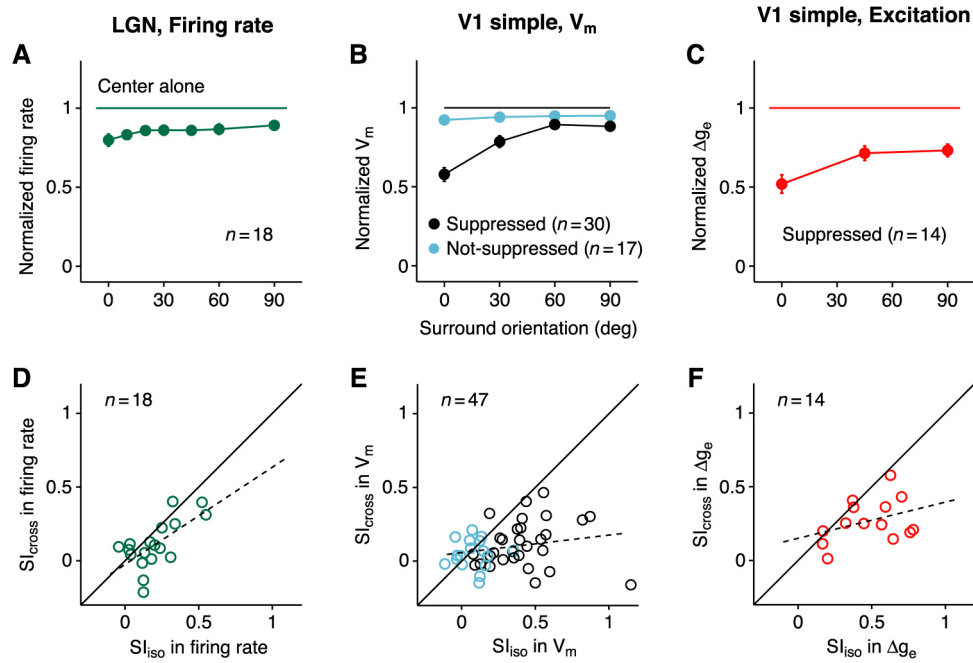 LGN, Firing rate
V1 simple, Vm
V1 simple, Excitation
A
B
C
Center alone
1
0.5
0
Normalized firing rate
n=18
0 30 60 90
1
0.5
0
Normalized Vm
Suppressed (n=30)
Not-suppressed (n=17)
0 30 60 90
Surround orientation (deg)
1
0.5
0
Normalized Δge
Suppressed (n=14)
0 30 60 90
D
E
F
n=18
1
0.5
0
SIcross in firing rate
0 0.5 1
SIiso in firing rate
n=47
1
0.5
0
SIcross in Vm
0 0.5 1
SIiso in Vm
n=14
1
0.5
0
SIcross in Δge
0 0.5 1
SIiso in Δge